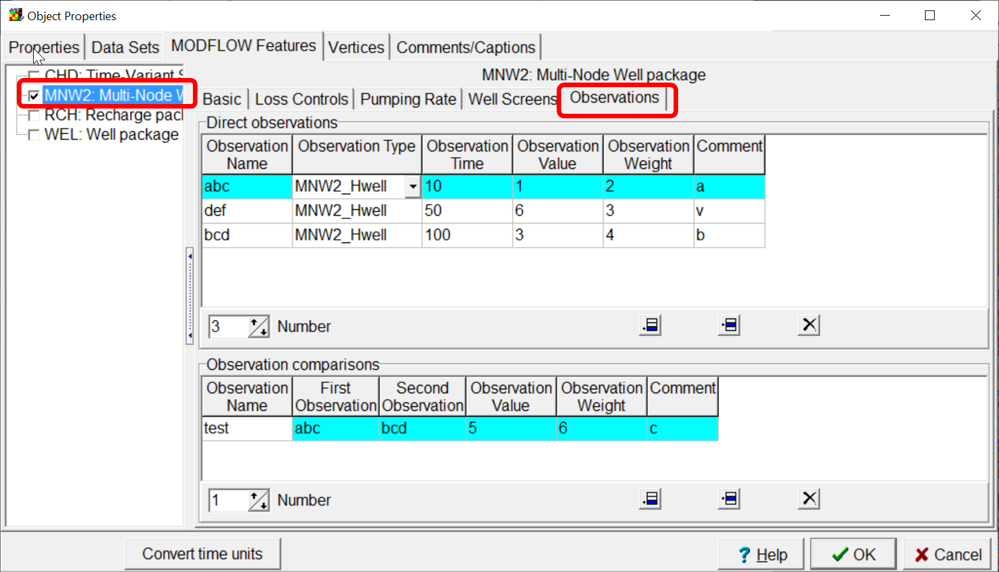 Object Properties
Properties Data Sets MODFLOW Features Vertices Comments/Captions
CHD: Time-Variant S
MNW2: Multi-Node W
RCH: Recharge pac
WEL: Well package
MNW2: Multi-Node Well package
Basic Loss Controls Pumping Rate Well Screens Observations
Direct observations
Observation Name Observation Type Observation Time Observation Value Observation Weight Comment
abc MNW2_Hwell 10 1 2 a
def MNW2_Hwell 50 6 3 v
bcd MNW2_Hwell 100 3 4 b
3 Number
Observation comparisons
Observation Name First Observation Second Observation Observation Value Observation Weight Comment
test abc bcd 5 6 c
1 Number
Convert time units ? Help OK Cancel